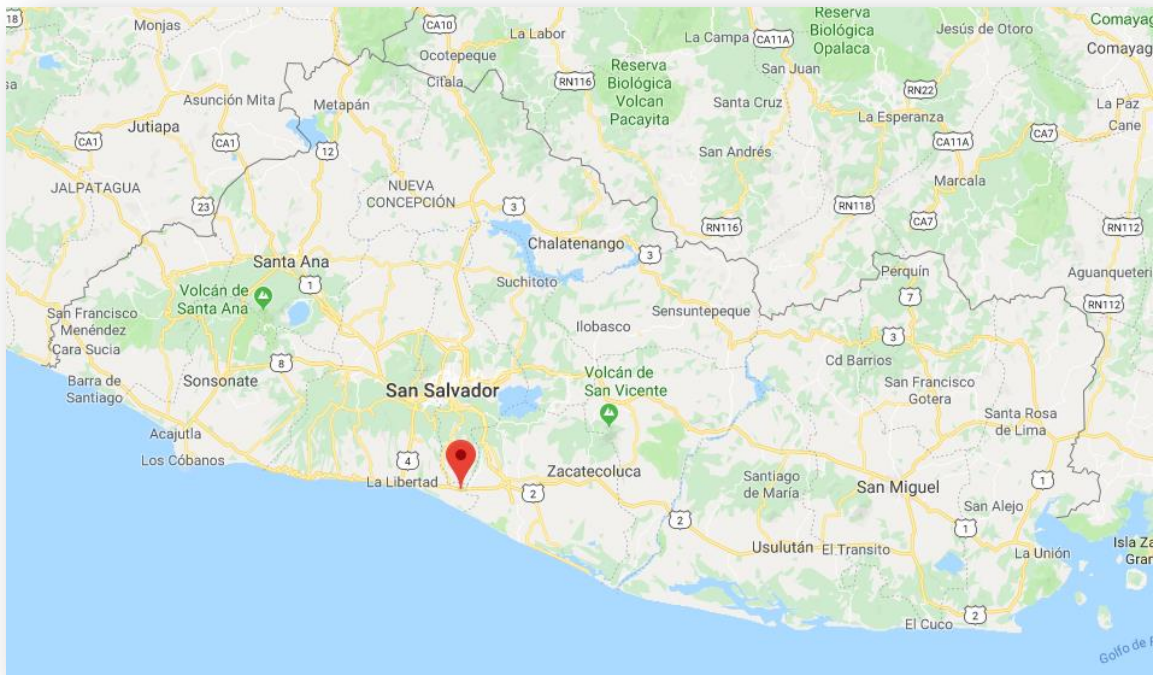 18
Monjas
CA10
La Labor
La Campa
CA11A
Reserva
Biológica
Opalaca
Jesús de Otoro
Comayag
Comayag
Ocotepeque
Citala
RN116
Reserva
Biológica
Volcan
Pacayita
San Juan
RN22
Asunción Mita
Metapán
Santa Cruz
La Esperanza
La Paz
Cane
Jutiapa
CA1
CA1
12
San Andrés
CA11A
CA7
JALPATAGUA
NUEVA
CONCEPCIÓN
Marcala
23
3
RN118
CA7
RN116
RN112
Chalatenango
3
Santa Ana
Suchitoto
Perquín
Aguanqueteri
Volcán de
Santa Ana
1
7
RN112
San Francisco
Menéndez
Cara Sucia
Sensuntepeque
Ilobasco
3
8
Cd Barrios
Barra de
Santiago
Sonsonate
San Salvador
Volcán de
San Vicente
San Francisco
Gotera
Santa Rosa
de Lima
Acajutla
Los Cóbanos
4
La Libertad
Zacatecoluca
Santiago
de María
San Miguel
1
2
San Alejo
2
1
Usulután
El Transito
La Unión
Isla Za
Gran
El Cuco
2
Golfo de F